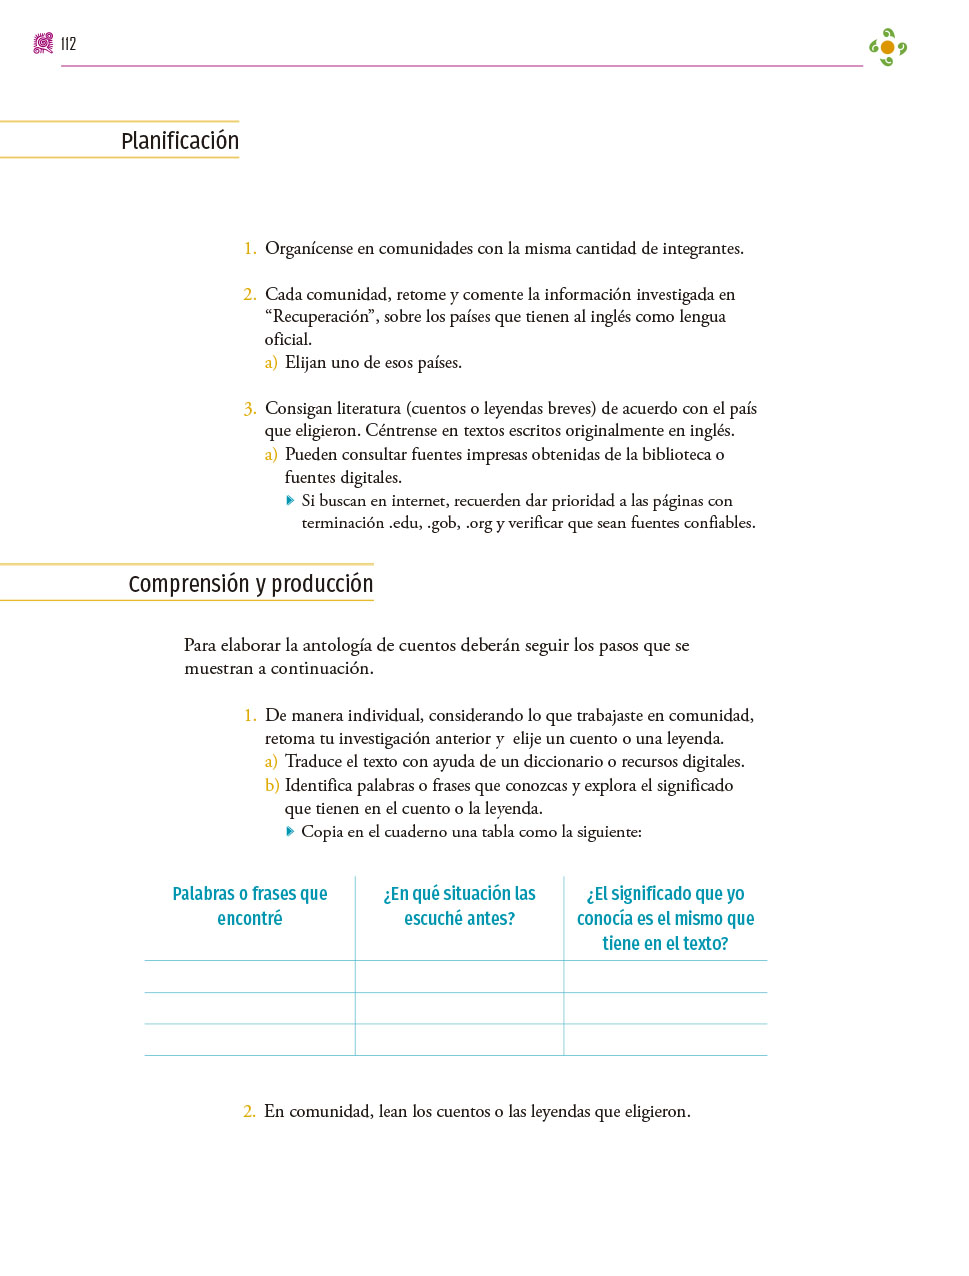 112
Planificación
1. Organícense en comunidades con la misma cantidad de integrantes.
2. Cada comunidad, retome y comente la información investigada en
“Recuperación”, sobre los países que tienen al inglés como lengua
oficial.
a) Elijan uno de esos países.
3. Consigan literatura (cuentos o leyendas breves) de acuerdo con el país
que eligieron. Céntrense en textos escritos originalmente en inglés.
a) Pueden consultar fuentes impresas obtenidas de la biblioteca o
fuentes digitales.
Si buscan en internet, recuerden dar prioridad a las páginas con
terminación .edu, .gob, .org y verificar que sean fuentes confiables.
Comprensión y producción
Para elaborar la antología de cuentos deberán seguir los pasos que se
muestran a continuación.
1. De manera individual, considerando lo que trabajaste en comunidad,
retoma tu investigación anterior y elije un cuento o una leyenda.
a) Traduce el texto con ayuda de un diccionario o recursos digitales.
b) Identifica palabras o frases que conozcas y explora el significado
que tienen en el cuento o la leyenda.
Copia en el cuaderno una tabla como la siguiente:
Palabras o frases que
encontré
¿En qué situación las
escuché antes?
¿El significado que yo
conocía es el mismo que
tiene en el texto?
2. En comunidad, lean los cuentos o las leyendas que eligieron.